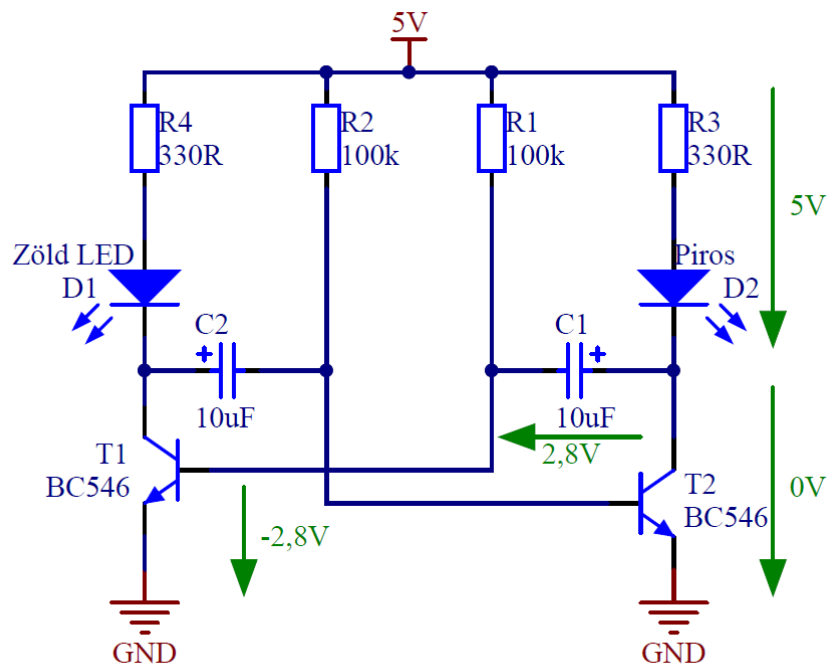 5V
R4
330R
R2
100k
R1
100k
R3
330R
5V
Zöld LED
D1
Piros
D2
C2
+
10uF
C1
+
10uF
2,8V
T1
BC546
T2
BC546
0V
-2,8V
GND
GND